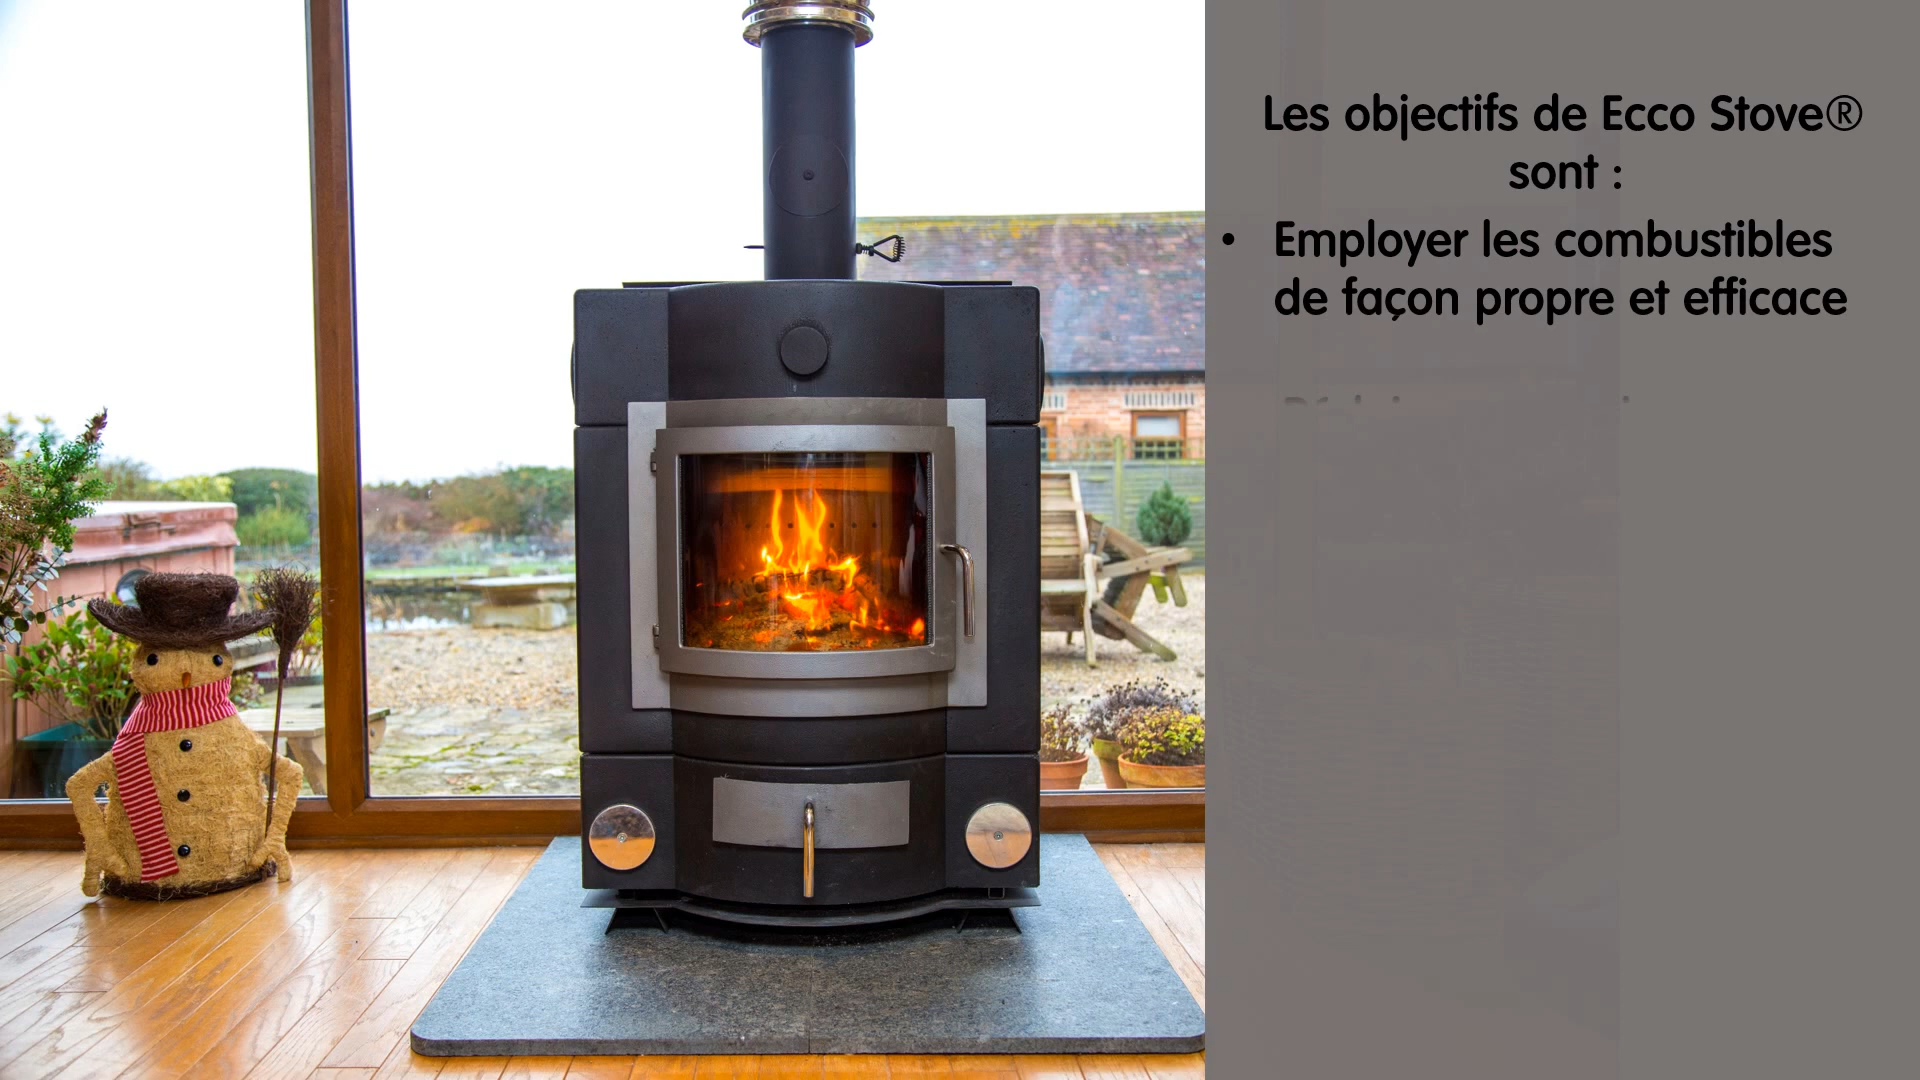 Les objectifs de Ecco Stove®
sont :
• Employer les combustibles
de façon propre et efficace